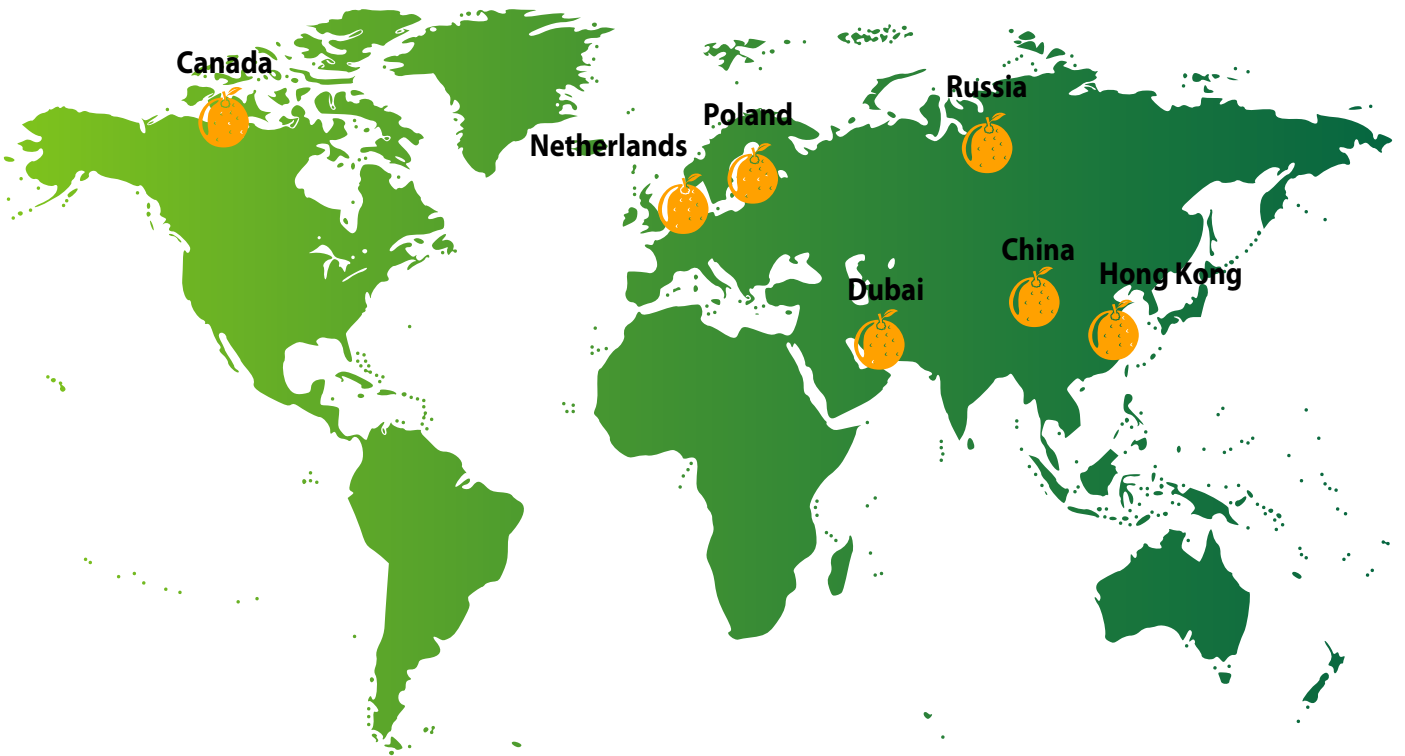 Canada
Russia
Poland
Netherlands
China
Hong Kong
Dubai